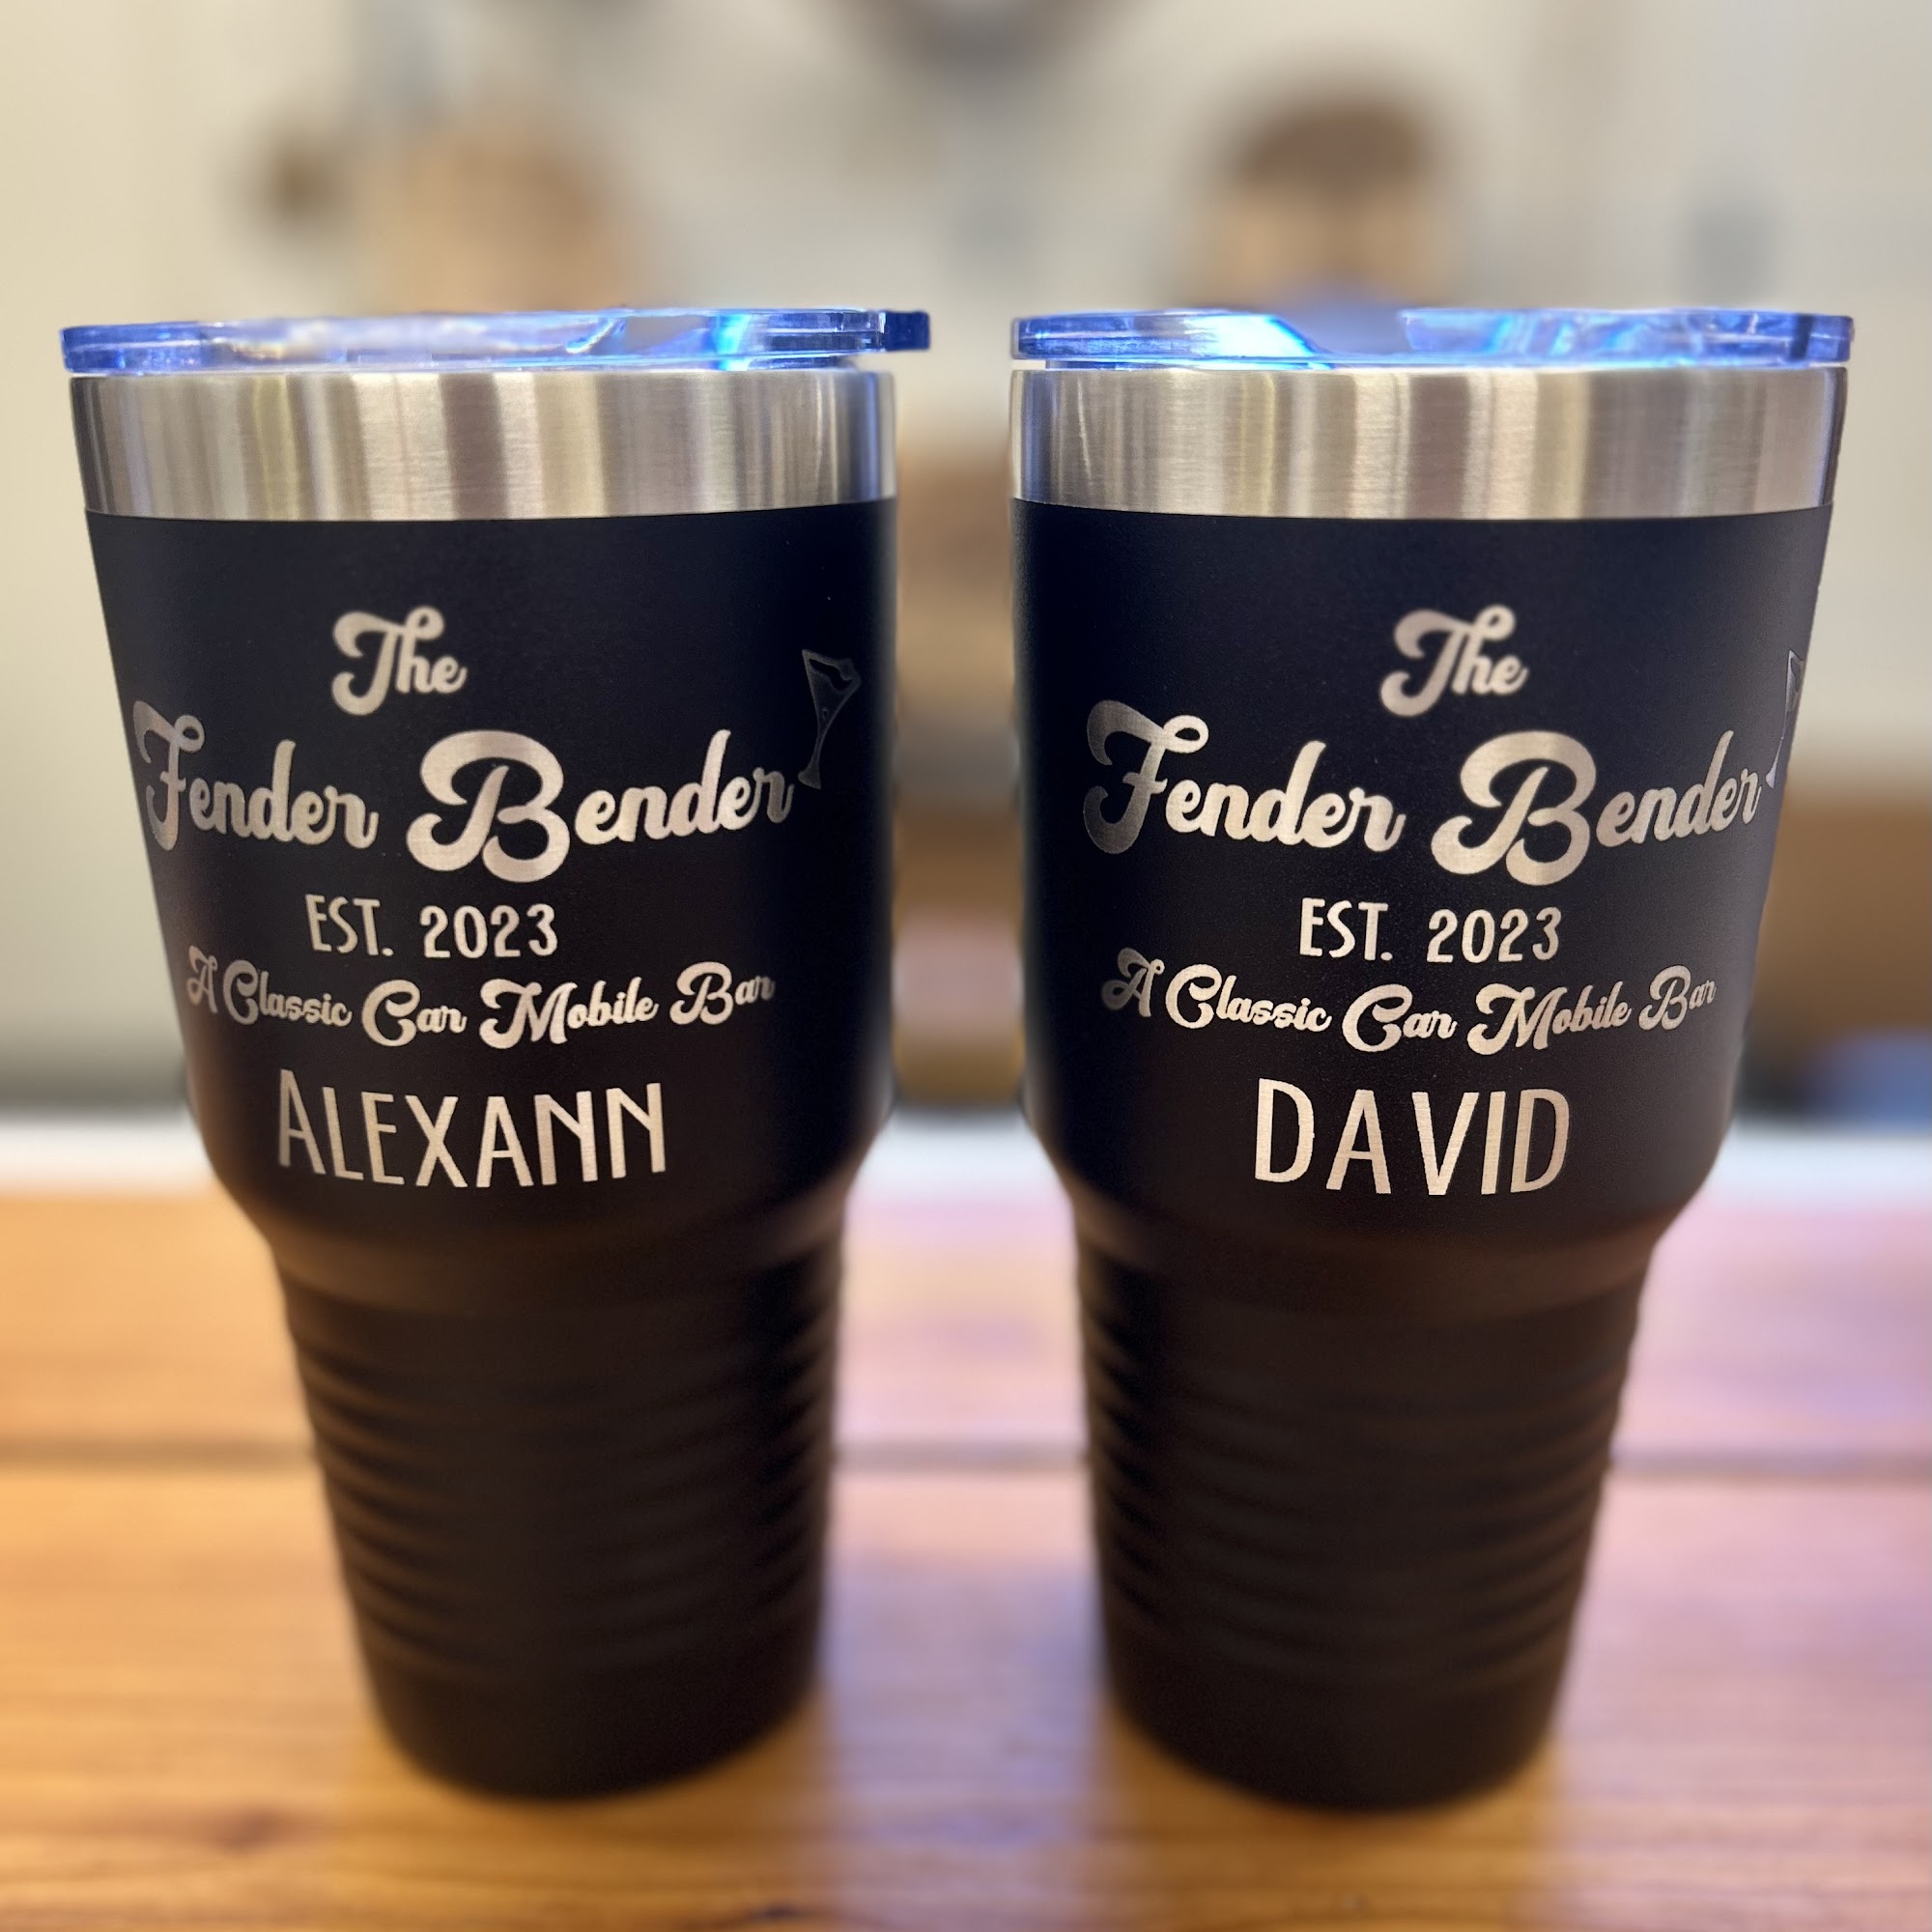 The
Fender Bender
EST. 2023
A Classic Car Mobile Bar
ALEXANN
The
Fender Bender
EST. 2023
A Classic Car Mobile Bar
DAVID